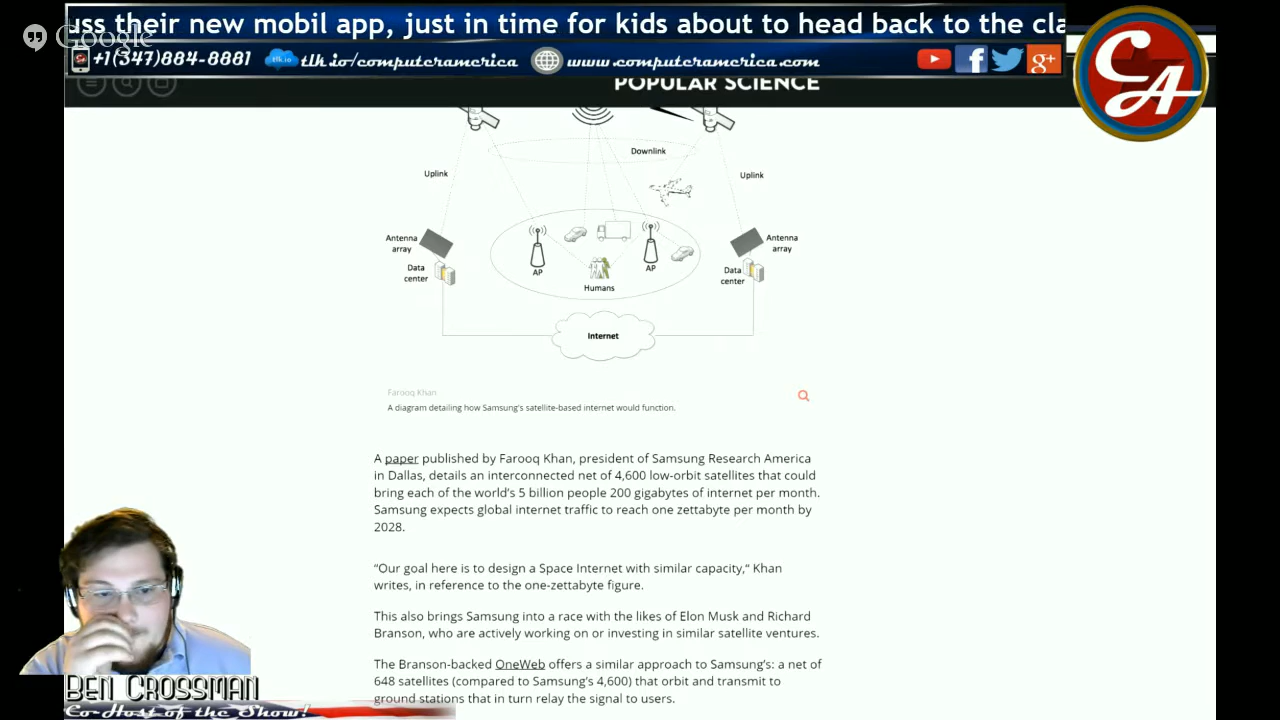 uss their new mobil app, just in time for kids about to head back to the cla
Google
+1(347)884-8881
tlk.io
tlk.io/computeramerica
www.computeramerica.com
g+
CA
POPULAR SCIENCE
Downlink
Uplink
Uplink
Antenna
array
Antenna
array
AP
AP
Data
center
Data
center
Humans
Internet
Farooq Khan
A diagram detailing how Samsung's satellite-based internet would function.
A paper published by Farooq Khan, president of Samsung Research America
in Dallas, details an interconnected net of 4,600 low-orbit satellites that could
bring each of the world's 5 billion people 200 gigabytes of internet per month.
Samsung expects global internet traffic to reach one zettabyte per month by
2028.
"Our goal here is to design a Space Internet with similar capacity," Khan
writes, in reference to the one-zettabyte figure.
This also brings Samsung into a race with the likes of Elon Musk and Richard
Branson, who are actively working on or investing in similar satellite ventures.
The Branson-backed OneWeb offers a similar approach to Samsung's: a net of
648 satellites (compared to Samsung's 4,600) that orbit and transmit to
ground stations that in turn relay the signal to users.
Ben Crossman
Co-Host of the Show!